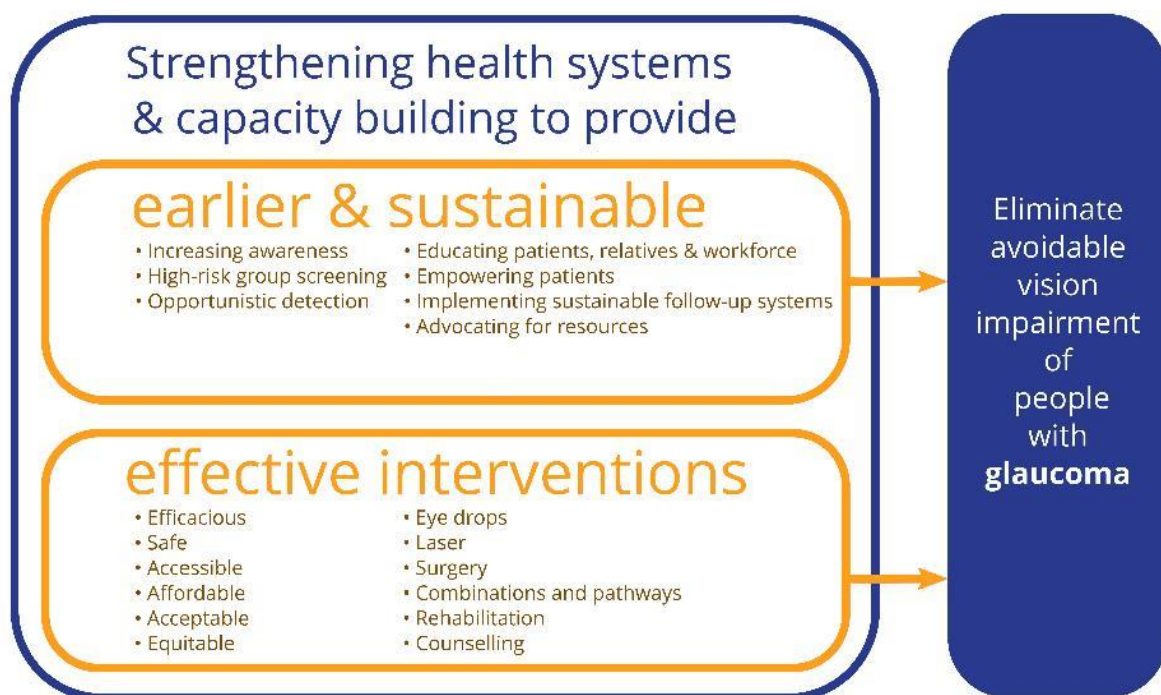 Strengthening health systems
& capacity building to provide
earlier & sustainable
• Increasing awareness
• High-risk group screening
• Opportunistic detection
• Educating patients, relatives & workforce
• Empowering patients
• Implementing sustainable follow-up systems
• Advocating for resources
effective interventions
• Efficacious
• Safe
• Accessible
• Affordable
• Acceptable
• Equitable
• Eye drops
• Laser
• Surgery
• Combinations and pathways
• Rehabilitation
• Counselling
Eliminate
avoidable
vision
impairment
of
people
with
glaucoma